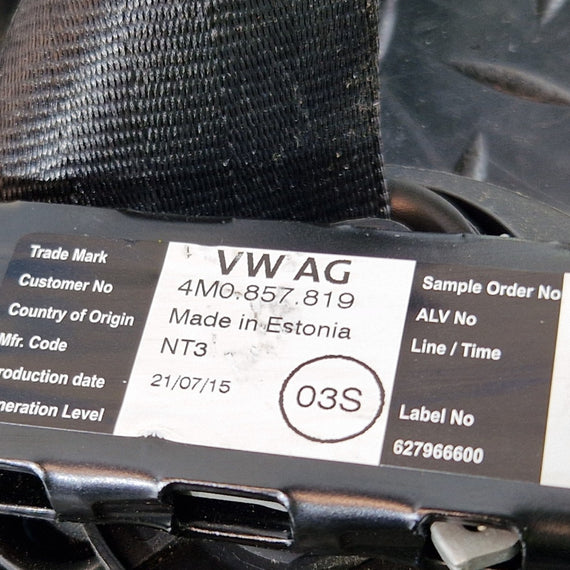 Trade Mark
Customer No
Country of Origin
Mfr. Code
roduction date
neration Level
VW AG
4M0.857.819
Made in Estonia
NT3
21/07/15
03S
Sample Order No
ALV No
Line / Time
Label No
627966600